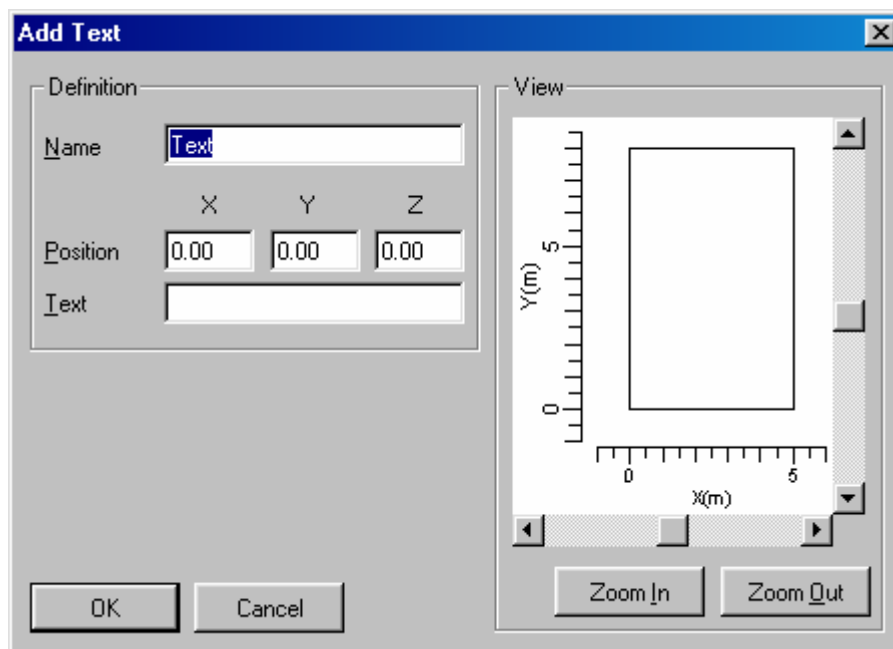 Add Text
Definition
Name
Text
X Y Z
Position 0.00 0.00 0.00
Text
OK
Cancel
View
Y(m)
5
0
0 5
X(m)
Zoom In
Zoom Out